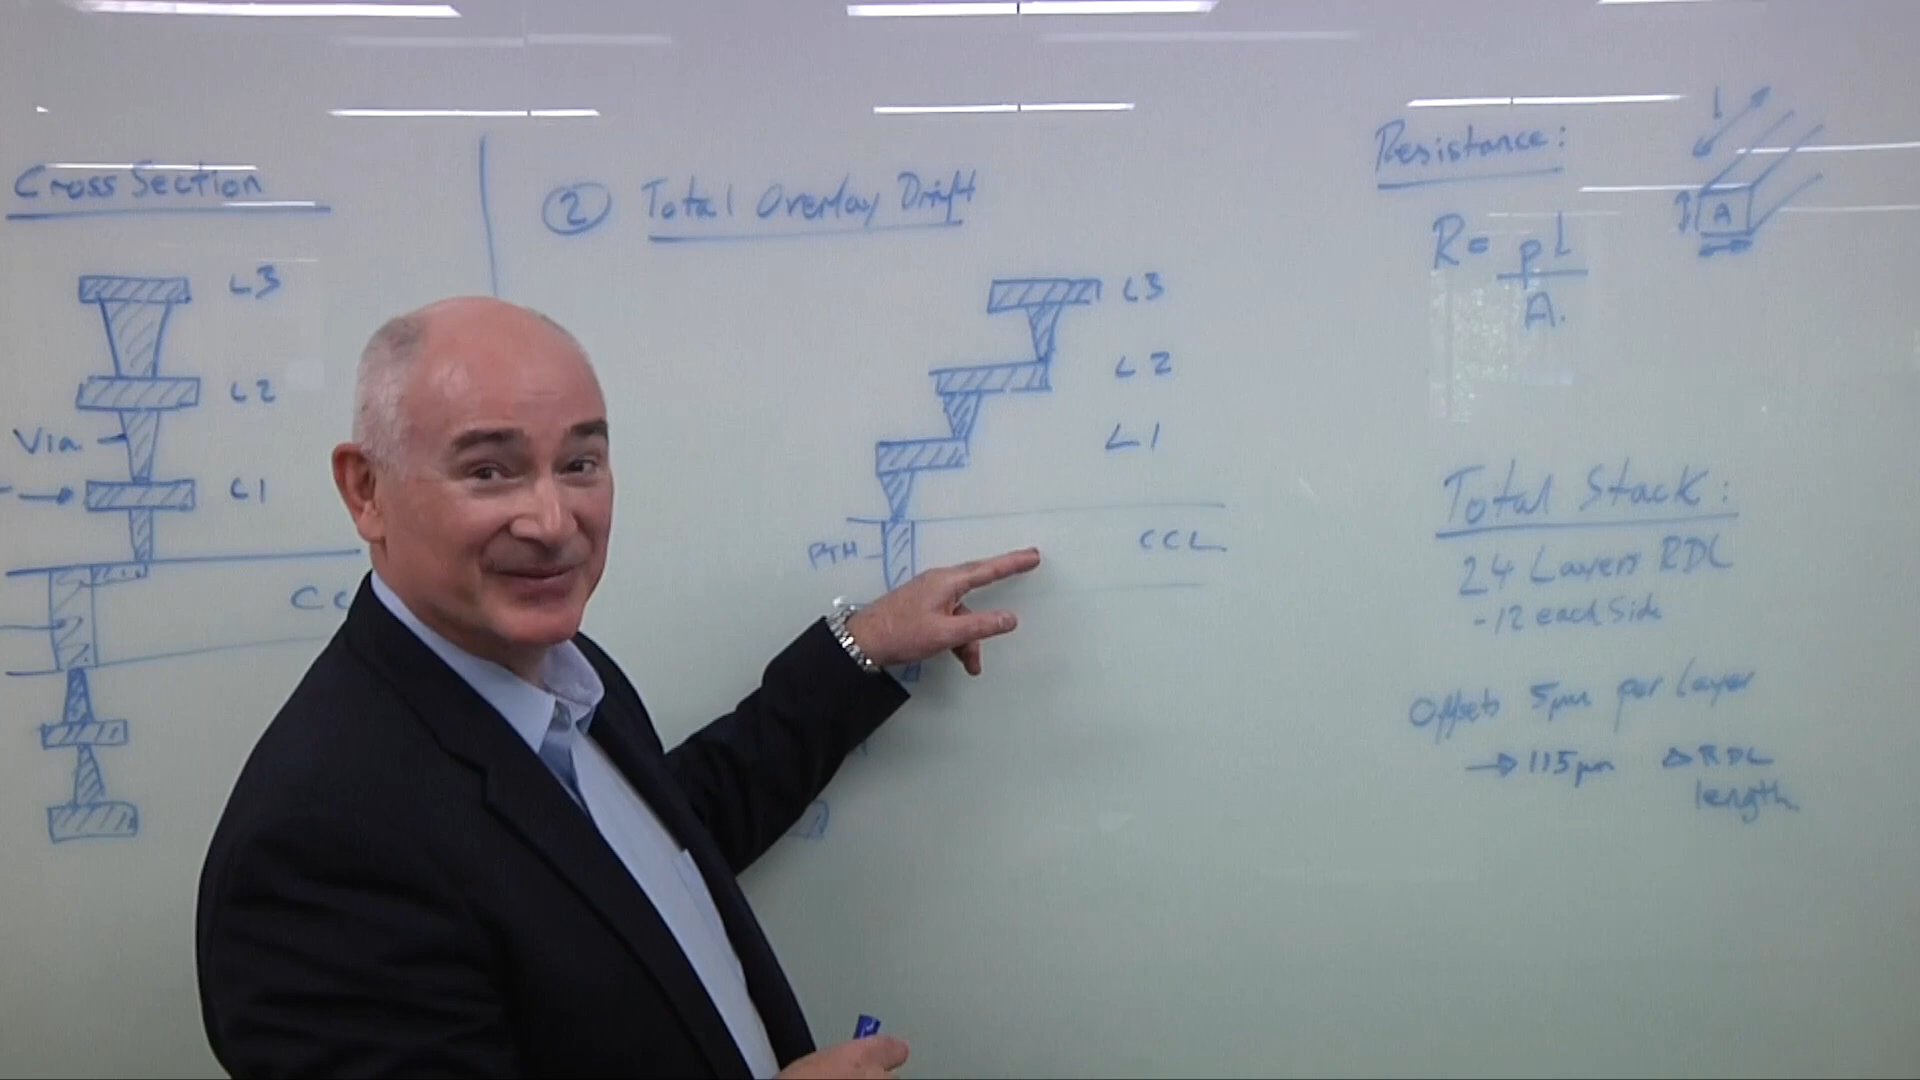 Cross Section
L3
L2
Via
L1
CC
② Total Overlay Drift
L3
L2
L1
PTH
CCL
Resistance:
l
A
R = ρL
A.
Total Stack:
24 Layers RDL
- 12 each Side
Offsets 5µm per layer
→ 115µm ΔRDL
length